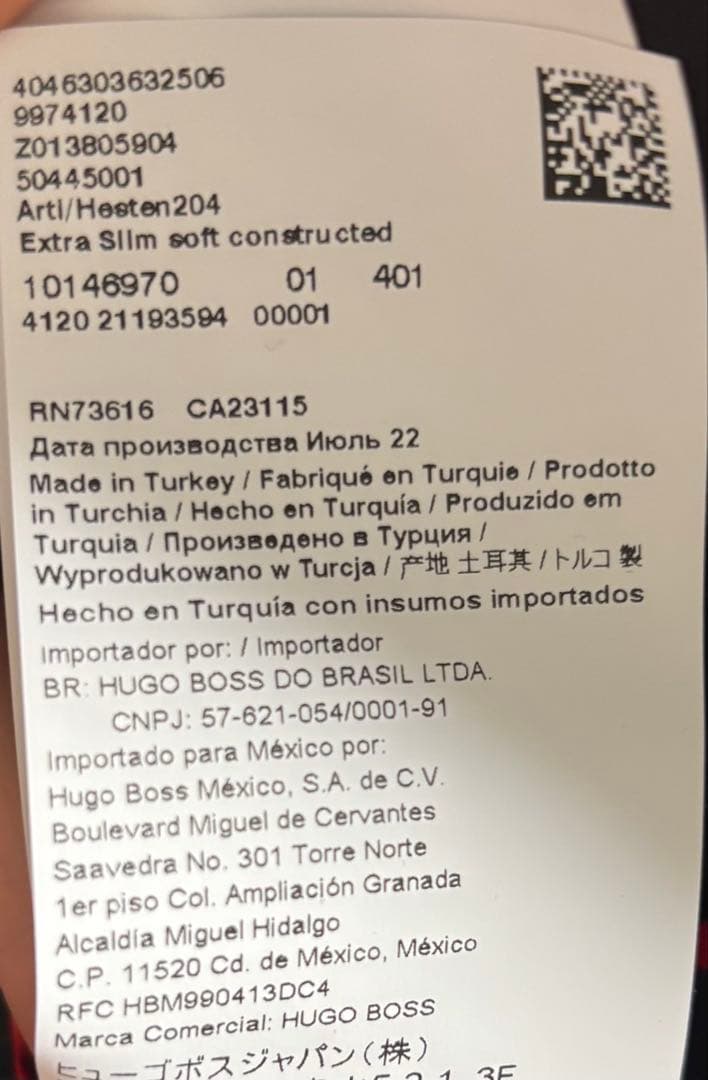 4046303632506
9974120
Z013805904
50445001
Arti/Hesten204
Extra Slim soft constructed
10146970 01 401
4120 21193594 00001
RN73616 CA23115
Дата производства Июль 22
Made in Turkey / Fabriqué en Turquie / Prodotto
in Turchia / Hecho en Turquía / Produzido em
Turquia / Произведено в Турция /
Wyprodukowano w Turcja / 产地 土耳其 / トルコ 製
Hecho en Turquía con insumos importados
Importador por: / Importador
BR: HUGO BOSS DO BRASIL LTDA.
CNPJ: 57-621-054/0001-91
Importado para México por:
Hugo Boss México, S.A. de C.V.
Boulevard Miguel de Cervantes
Saavedra No. 301 Torre Norte
1er piso Col. Ampliación Granada
Alcaldía Miguel Hidalgo
C.P. 11520 Cd. de México, México
RFC HBM990413DC4
Marca Comercial: HUGO BOSS
ヒューゴボスジャパン(株)